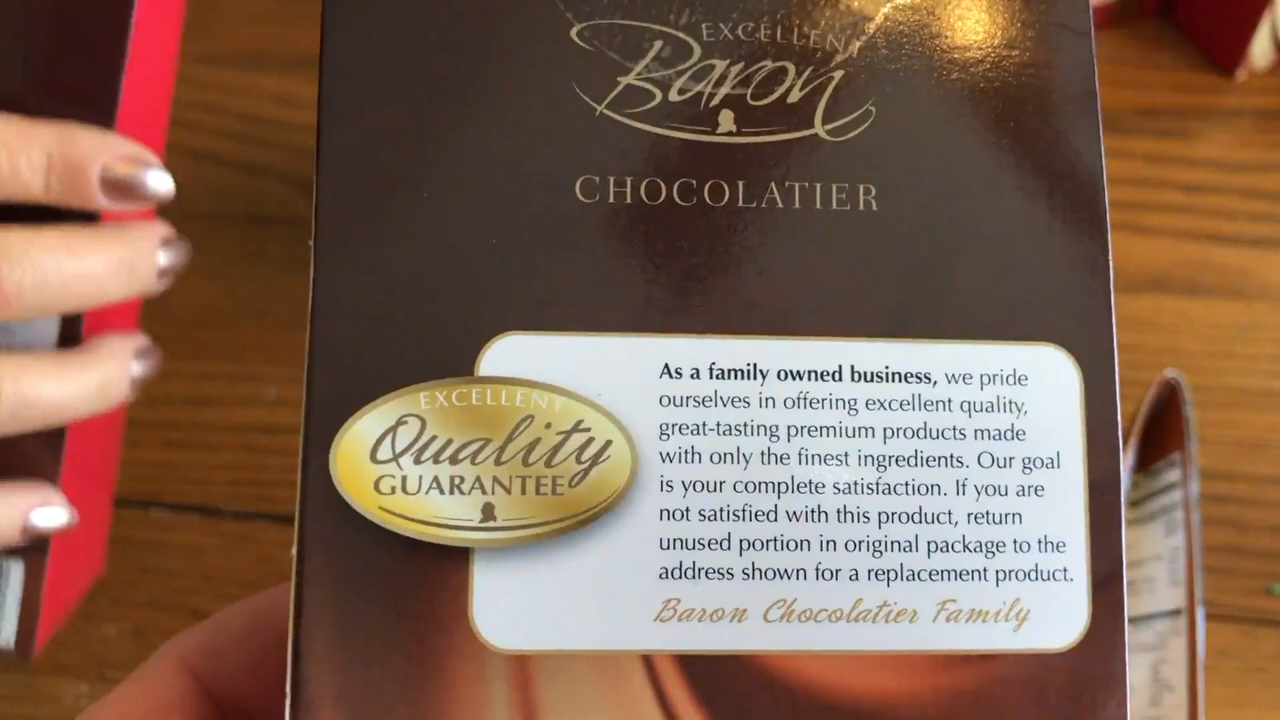 EXCELLENT
Baron
CHOCOLATIER
EXCELLENT
Quality
GUARANTEE
As a family owned business, we pride
ourselves in offering excellent quality,
great-tasting premium products made
with only the finest ingredients. Our goal
is your complete satisfaction. If you are
not satisfied with this product, return
unused portion in original package to the
address shown for a replacement product.
Baron Chocolatier Family